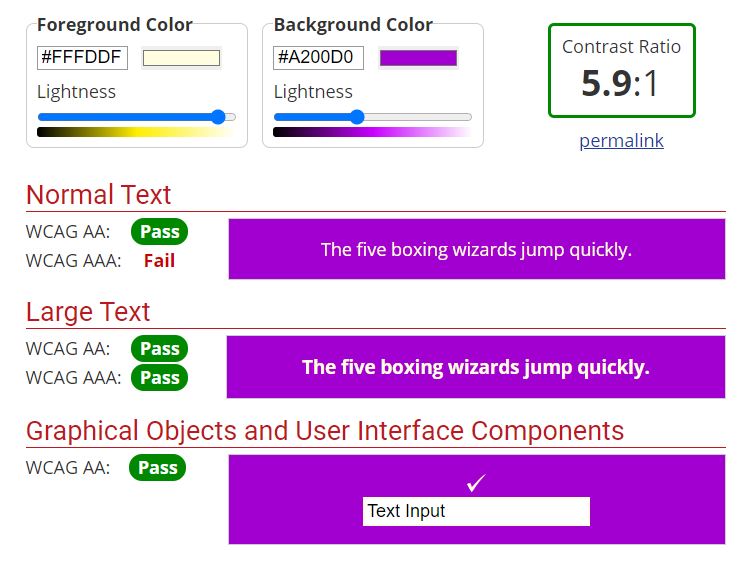 Foreground Color
#FFFDDF
Lightness
Background Color
#A200D0
Lightness
Contrast Ratio
5.9:1
permalink
Normal Text
WCAG AA: Pass
WCAG AAA: Fail
The five boxing wizards jump quickly.
Large Text
WCAG AA: Pass
WCAG AAA: Pass
The five boxing wizards jump quickly.
Graphical Objects and User Interface Components
WCAG AA: Pass
✓
Text Input